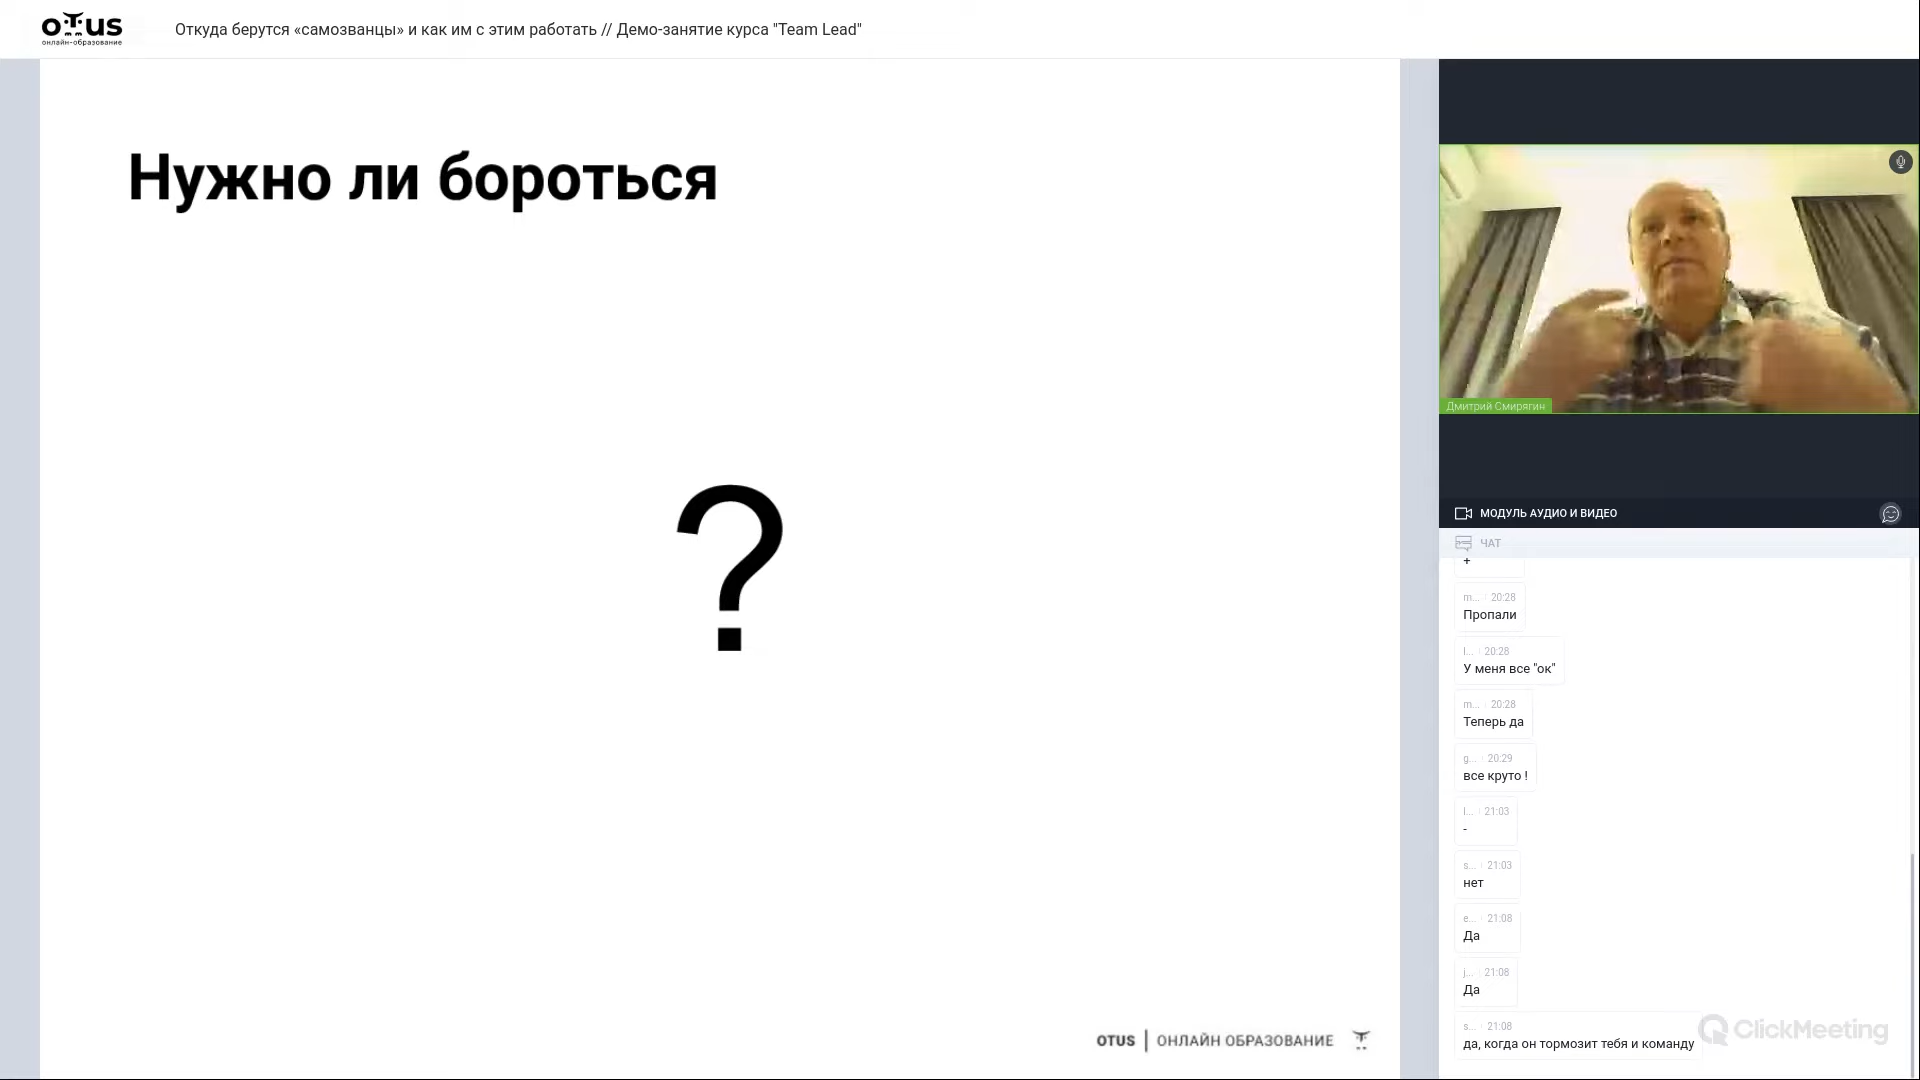 OTUS
онлайн-образование
Откуда берутся «самозванцы» и как им с этим работать // Демо-занятие курса "Team Lead"
Нужно ли бороться
?
OTUS | ОНЛАЙН ОБРАЗОВАНИЕ
Дмитрий Смирягин
МОДУЛЬ АУДИО И ВИДЕО
ЧАТ
+
m... 20:28
Пропали
l... 20:28
У меня все "ок"
m... 20:28
Теперь да
g... 20:29
все круто !
l... 21:03
-
s... 21:03
нет
e... 21:08
Да
j... 21:08
Да
s... 21:08
да, когда он тормозит тебя и команду
ClickMeeting